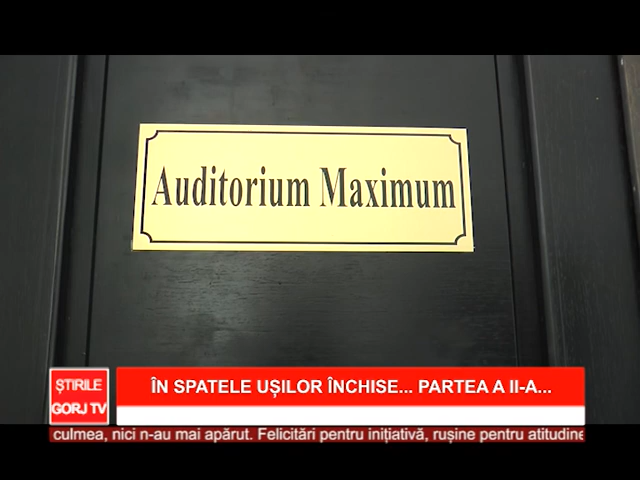 Auditorium Maximum
ȘTIRILE
GORJ TV
ÎN SPATELE UȘILOR ÎNCHISE... PARTEA A II-A...
culmea, nici n-au mai apărut. Felicitări pentru inițiativă, rușine pentru atitudine